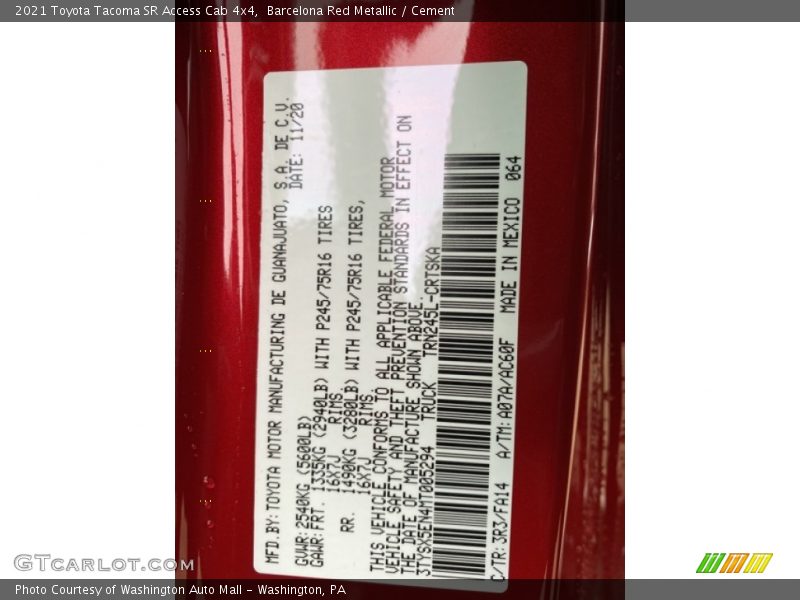 2021 Toyota Tacoma SR Access Cab 4x4, Barcelona Red Metallic / Cement
MFD.BY:TOYOTA MOTOR MANUFACTURING DE GUANAJUATO, S.A. DE C.V.
DATE: 11/20
GVWR:2540KG (5600LB)
GAWR:FRT. 1335KG (2940LB) WITH P245/75R16 TIRES
16X7J RIMS.
RR. 1490KG (3280LB) WITH P245/75R16 TIRES,
16X7J RIMS.
THIS VEHICLE CONFORMS TO ALL APPLICABLE FEDERAL MOTOR
VEHICLE SAFETY AND THEFT PREVENTION STANDARDS IN EFFECT ON
THE DATE OF MANUFACTURE SHOWN ABOVE.
3TYSX5EN4MT005294 TRUCK TRN245L-CRTSKA
C/TR:3R3/FA14 A/TM:A07A/AC60F MADE IN MEXICO 064
GTCarLot.com
Photo Courtesy of Washington Auto Mall - Washington, PA